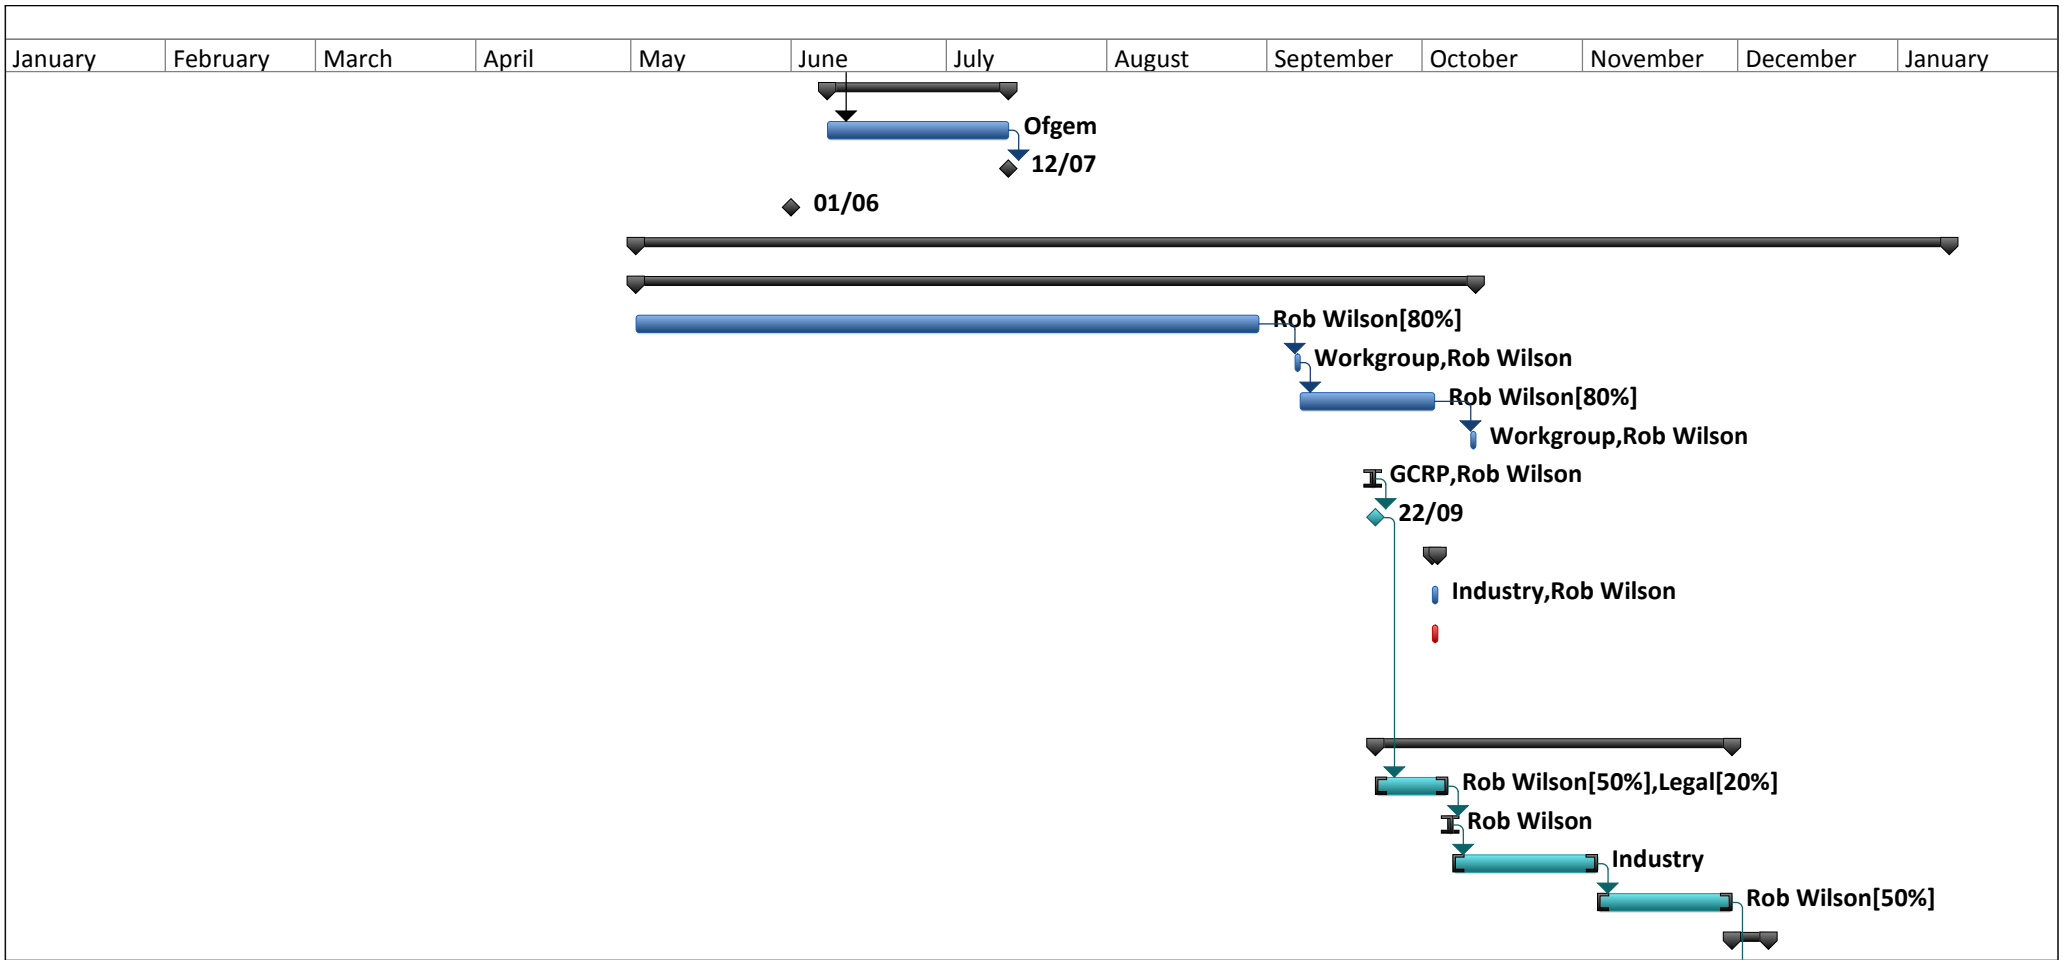 January February March April May June July August September October November December January
Ofgem
12/07
01/06
Rob Wilson[80%]
Workgroup,Rob Wilson
Rob Wilson[80%]
Workgroup,Rob Wilson
GCRP,Rob Wilson
22/09
Industry,Rob Wilson
Rob Wilson[50%],Legal[20%]
Rob Wilson
Industry
Rob Wilson[50%]